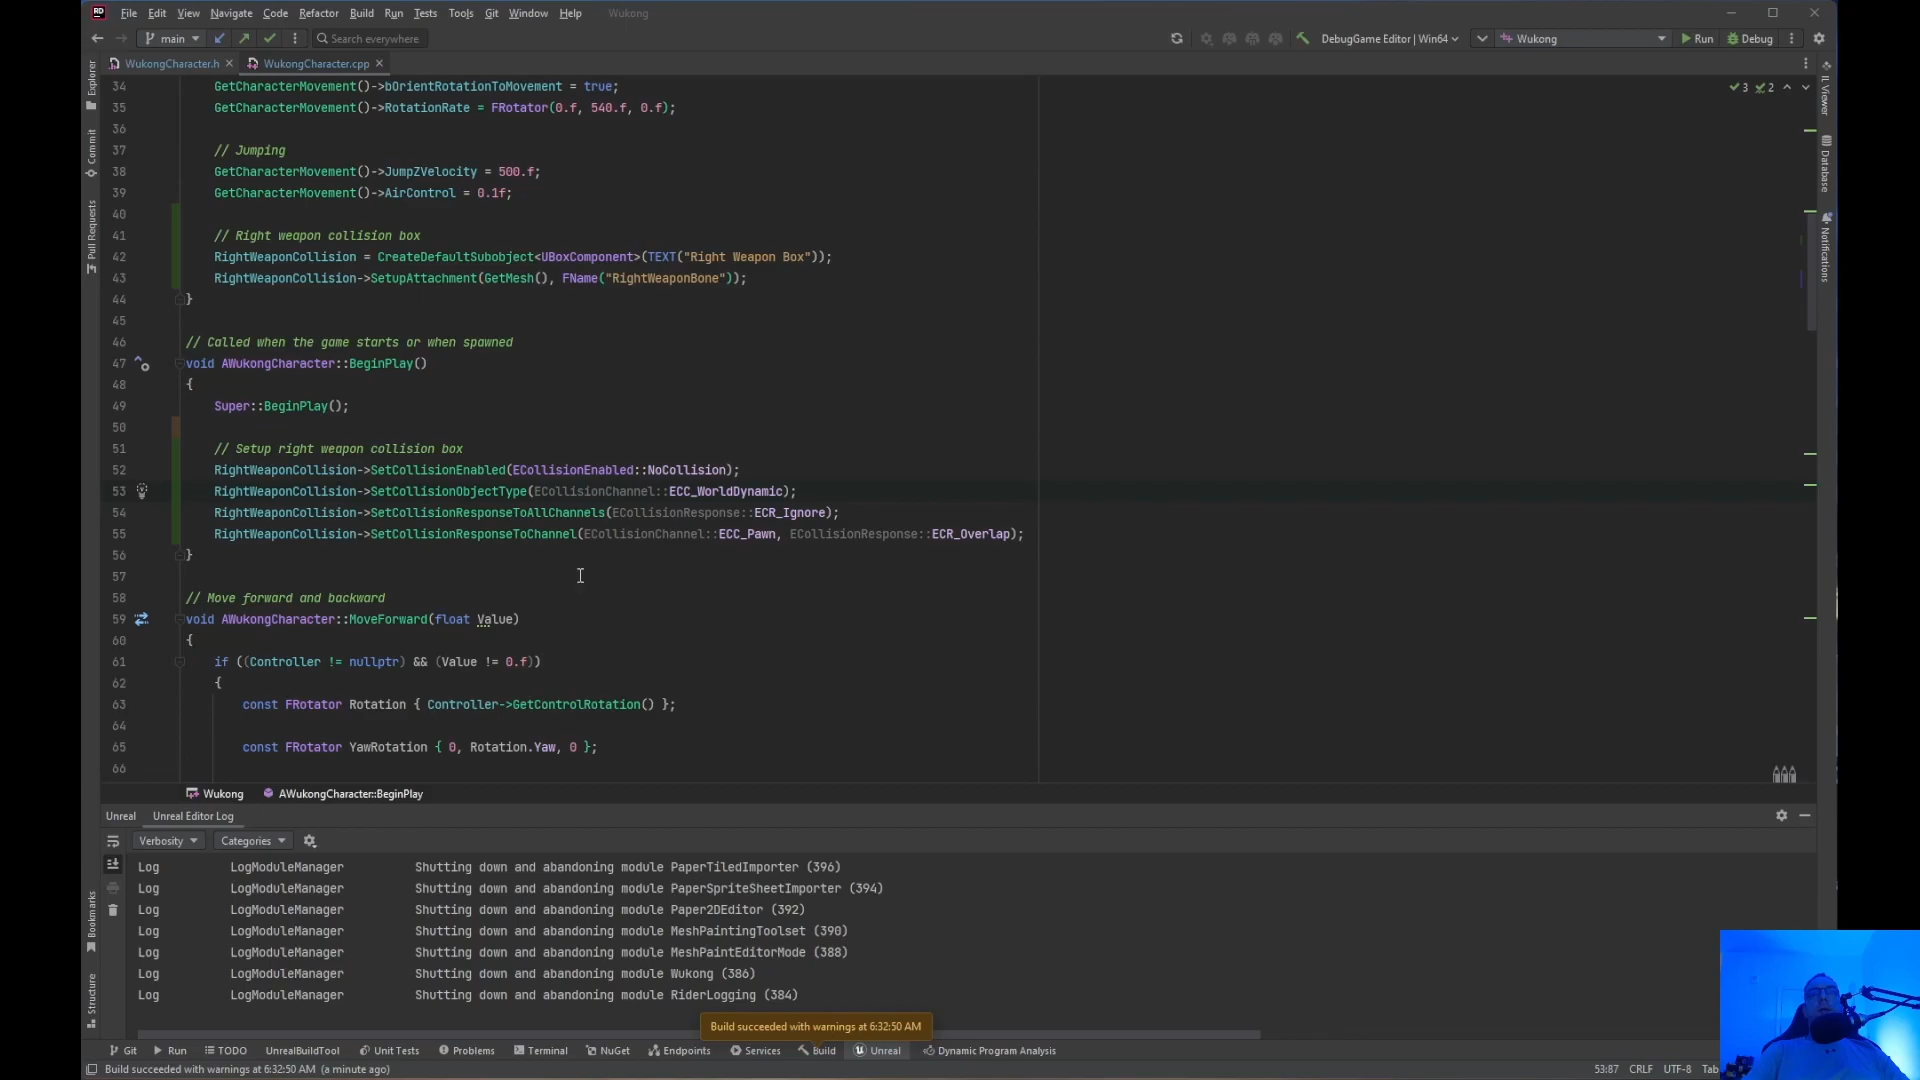 RD File Edit View Navigate Code Refactor Build Run Tests Tools Git Window Help Wukong
main Search everywhere DebugGame Editor | Win64 Wukong Run Debug
WukongCharacter.h WukongCharacter.cpp
34 GetCharacterMovement()->bOrientRotationToMovement = true;
35 GetCharacterMovement()->RotationRate = FRotator(0.f, 540.f, 0.f);
36
37 // Jumping
38 GetCharacterMovement()->JumpZVelocity = 500.f;
39 GetCharacterMovement()->AirControl = 0.1f;
40
41 // Right weapon collision box
42 RightWeaponCollision = CreateDefaultSubobject<UBoxComponent>(TEXT("Right Weapon Box"));
43 RightWeaponCollision->SetupAttachment(GetMesh(), FName("RightWeaponBone"));
44 }
45
46 // Called when the game starts or when spawned
47 void AWukongCharacter::BeginPlay()
48 {
49 Super::BeginPlay();
50
51 // Setup right weapon collision box
52 RightWeaponCollision->SetCollisionEnabled(ECollisionEnabled::NoCollision);
53 RightWeaponCollision->SetCollisionObjectType(ECollisionChannel::ECC_WorldDynamic);
54 RightWeaponCollision->SetCollisionResponseToAllChannels(ECollisionResponse::ECR_Ignore);
55 RightWeaponCollision->SetCollisionResponseToChannel(ECollisionChannel::ECC_Pawn, ECollisionResponse::ECR_Overlap);
56 }
57
58 // Move forward and backward
59 void AWukongCharacter::MoveForward(float Value)
60 {
61 if ((Controller != nullptr) && (Value != 0.f))
62 {
63 const FRotator Rotation { Controller->GetControlRotation() };
64
65 const FRotator YawRotation { 0, Rotation.Yaw, 0 };
66
3 2
Explorer
Commit
Pull Requests
Bookmarks
Structure
IL Viewer
Database
Notifications
Wukong AWukongCharacter::BeginPlay
Unreal Unreal Editor Log
Verbosity Categories
Log LogModuleManager Shutting down and abandoning module PaperTiledImporter (396)
Log LogModuleManager Shutting down and abandoning module PaperSpriteSheetImporter (394)
Log LogModuleManager Shutting down and abandoning module Paper2DEditor (392)
Log LogModuleManager Shutting down and abandoning module MeshPaintingToolset (390)
Log LogModuleManager Shutting down and abandoning module MeshPaintEditorMode (388)
Log LogModuleManager Shutting down and abandoning module Wukong (386)
Log LogModuleManager Shutting down and abandoning module RiderLogging (384)
Build succeeded with warnings at 6:32:50 AM
Git Run TODO UnrealBuildTool Unit Tests Problems Terminal NuGet Endpoints Services Build Unreal Dynamic Program Analysis
Build succeeded with warnings at 6:32:50 AM (a minute ago) 53:87 CRLF UTF-8 Tab